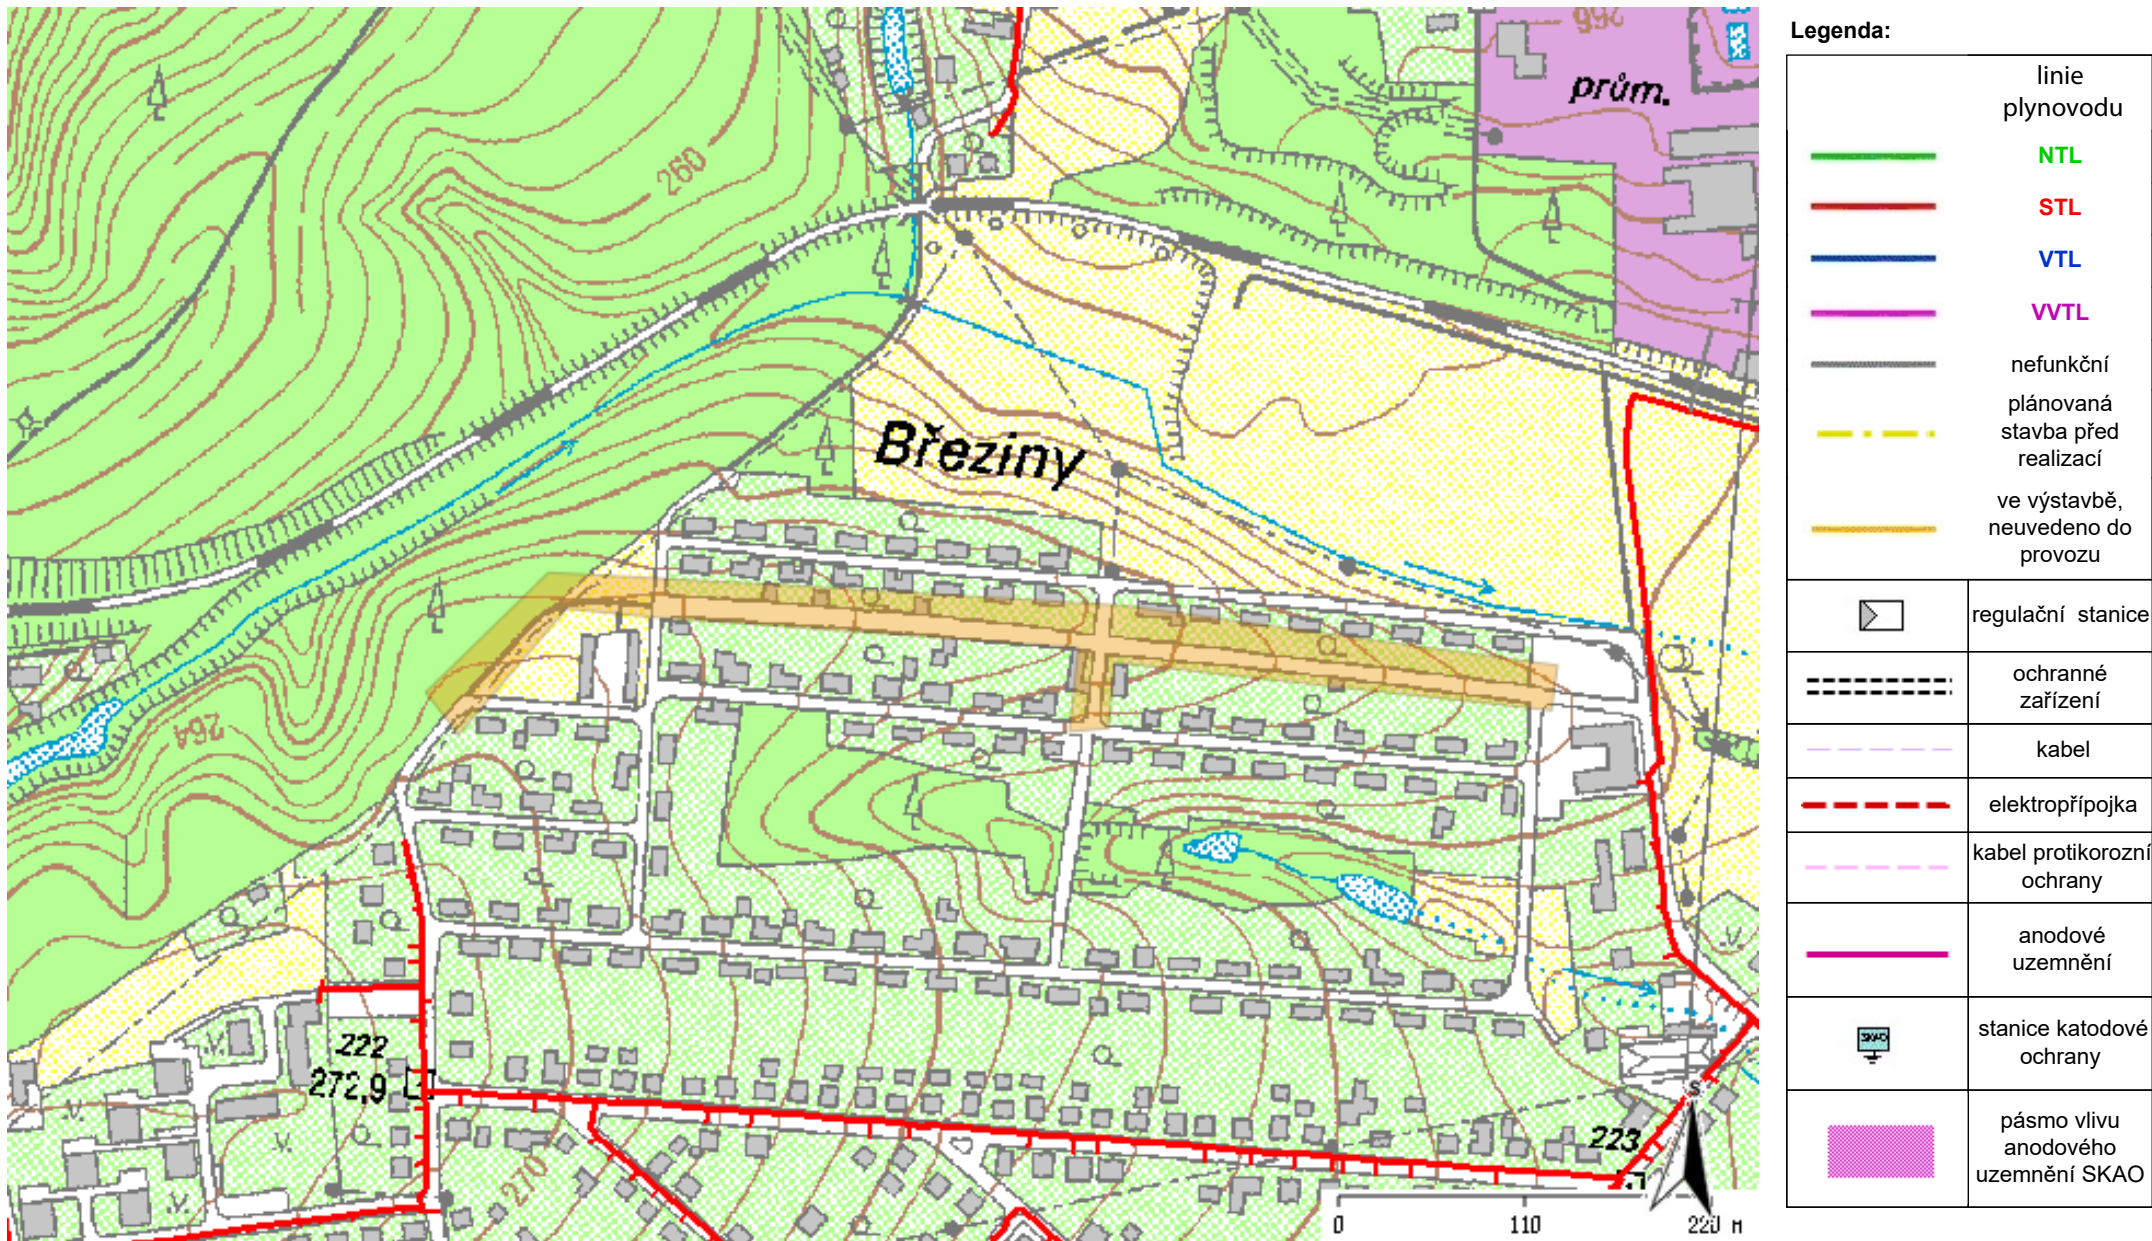 266
prům.
260
Březiny
264
222
272,9
270
223
S
0 110 220 м
Legenda:
linie
plynovodu
NTL
STL
VTL
VVTL
nefunkční
plánovaná
stavba před
realizací
ve výstavbě,
neuvedeno do
provozu
regulační stanice
ochranné
zařízení
kabel
elektropřípojka
kabel protikorozní
ochrany
anodové
uzemnění
SKAO
stanice katodové
ochrany
pásmo vlivu
anodového
uzemnění SKAO